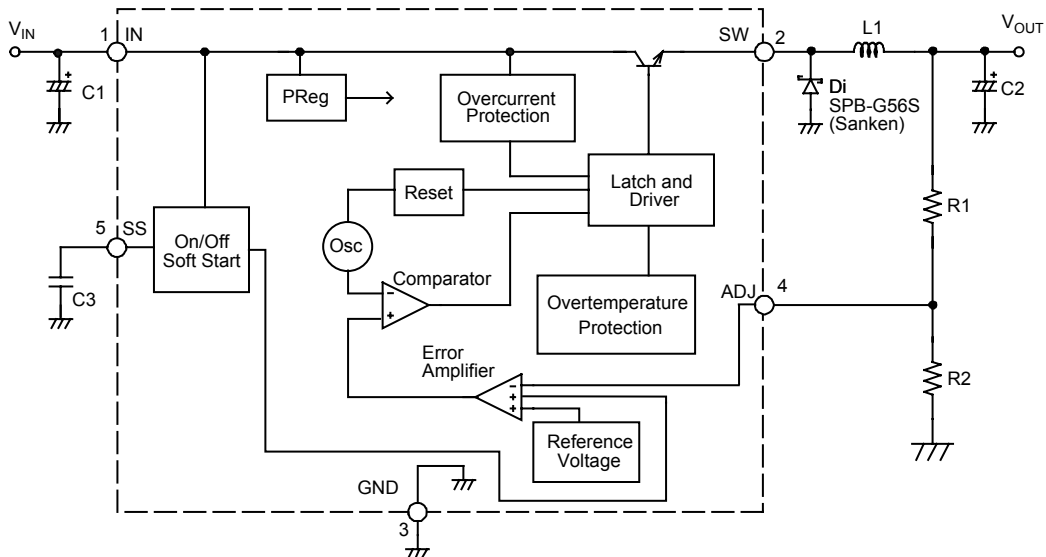 VIN
1
IN
SW
2
L1
VOUT
C1
PReg
Overcurrent
Protection
Di
SPB-G56S
(Sanken)
C2
Reset
Latch and
Driver
R1
5
SS
On/Off
Soft Start
Osc
C3
Comparator
Overtemperature
Protection
ADJ
4
Error
Amplifier
R2
Reference
Voltage
GND
3